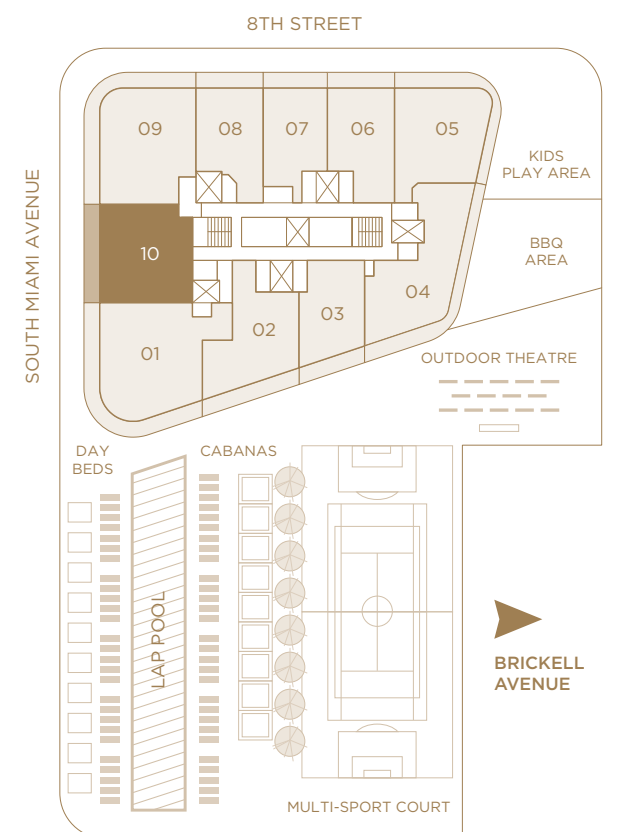 8TH STREET
SOUTH MIAMI AVENUE
09
08
07
06
05
KIDS
PLAY AREA
10
BBQ
AREA
04
03
02
01
OUTDOOR THEATRE
DAY
BEDS
CABANAS
LAP POOL
BRICKELL
AVENUE
MULTI-SPORT COURT